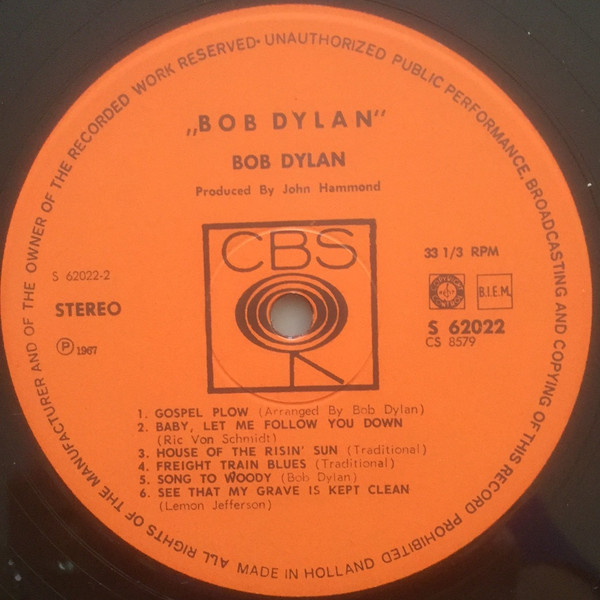 ALL RIGHTS OF THE MANUFACTURER AND OF THE OWNER OF THE RECORDED WORK RESERVED· UNAUTHORIZED PUBLIC PERFORMANCE, BROADCASTING AND COPYING OF THIS RECORD PROHIBITED
„BOB DYLAN"
BOB DYLAN
Produced By John Hammond
CBS
S 62022-2
STEREO
Ⓟ 1967
33 1/3 RPM
B.I.E.M.
S 62022
CS 8579
1. GOSPEL PLOW (Arranged By Bob Dylan)
2. BABY, LET ME FOLLOW YOU DOWN
(Ric Von Schmidt)
3. HOUSE OF THE RISIN' SUN (Traditional)
4. FREIGHT TRAIN BLUES (Traditional)
5. SONG TO WOODY (Bob Dylan)
6. SEE THAT MY GRAVE IS KEPT CLEAN
(Lemon Jefferson)
MADE IN HOLLAND